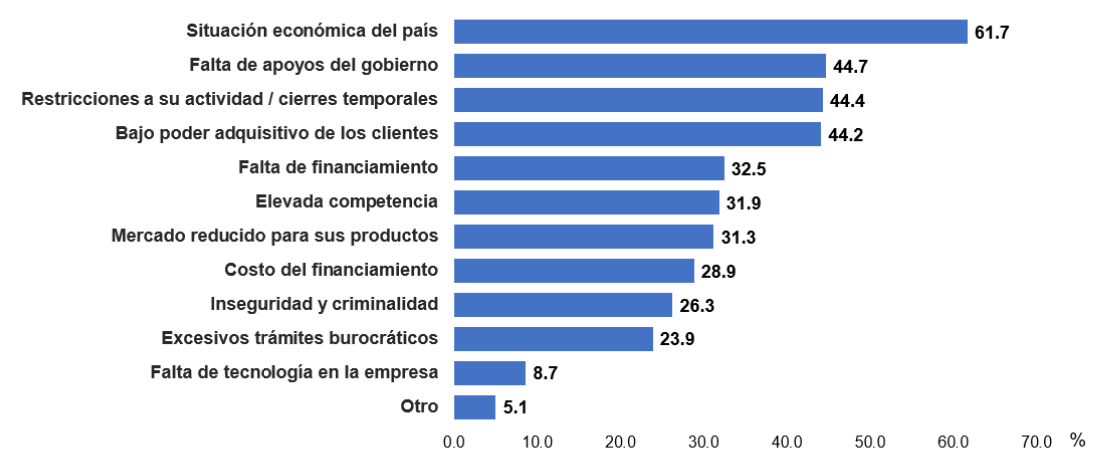 Situación económica del país 61.7
Falta de apoyos del gobierno 44.7
Restricciones a su actividad / cierres temporales 44.4
Bajo poder adquisitivo de los clientes 44.2
Falta de financiamiento 32.5
Elevada competencia 31.9
Mercado reducido para sus productos 31.3
Costo del financiamiento 28.9
Inseguridad y criminalidad 26.3
Excesivos trámites burocráticos 23.9
Falta de tecnología en la empresa 8.7
Otro 5.1
0.0 10.0 20.0 30.0 40.0 50.0 60.0 70.0 %